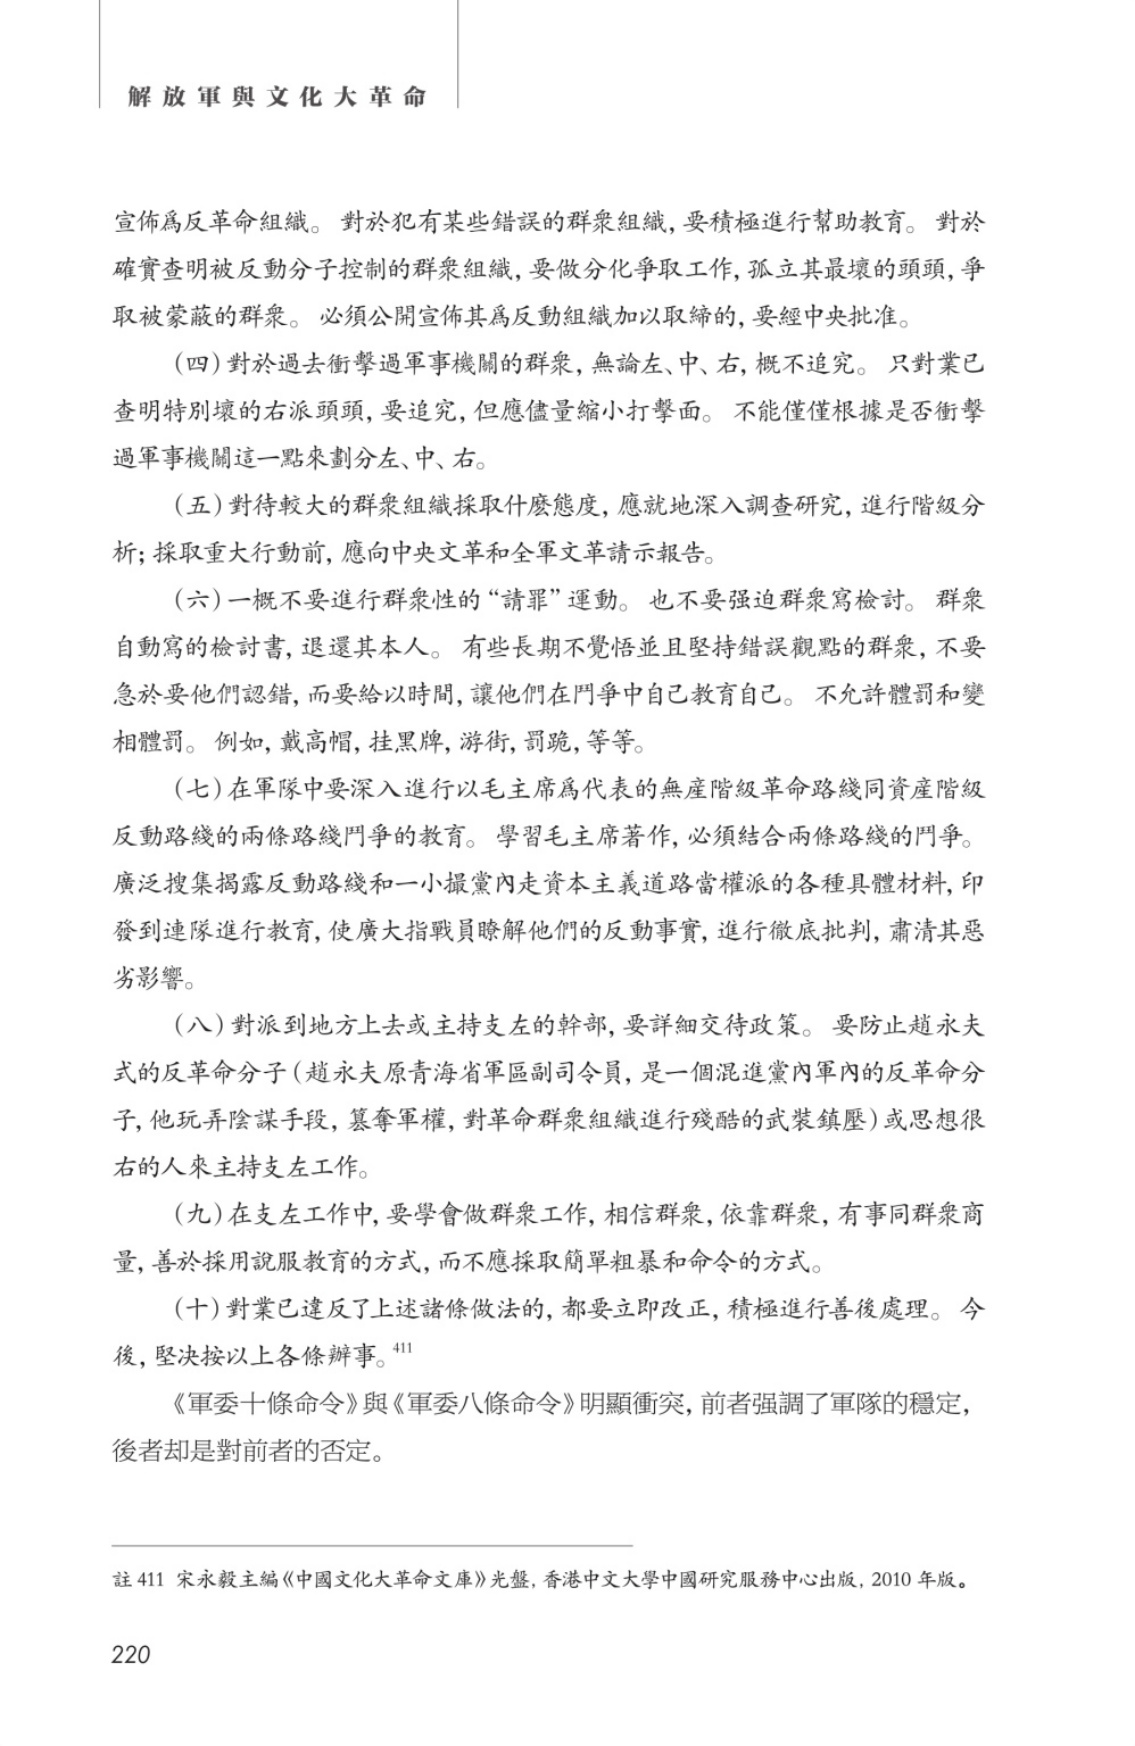 解放軍與文化大革命
宣佈爲反革命組織。 對於犯有某些錯誤的群衆組織, 要積極進行幫助教育。 對於
確實查明被反動分子控制的群衆組織, 要做分化爭取工作, 孤立其最壞的頭頭, 爭
取被蒙蔽的群衆。 必須公開宣佈其爲反動組織加以取締的, 要經中央批准。
(四) 對於過去衝擊過軍事機關的群衆, 無論左、中、右, 概不追究。 只對業已
查明特別壞的右派頭頭, 要追究, 但應儘量縮小打擊面。 不能僅僅根據是否衝擊
過軍事機關這一點來劃分左、中、右。
(五) 對待較大的群衆組織採取什麽態度, 應就地深入調查研究, 進行階級分
析; 採取重大行動前, 應向中央文革和全軍文革請示報告。
(六) 一概不要進行群衆性的 “請罪” 運動。 也不要强迫群衆寫檢討。 群衆
自動寫的檢討書, 退還其本人。 有些長期不覺悟並且堅持錯誤觀點的群衆, 不要
急於要他們認錯, 而要給以時間, 讓他們在鬥爭中自己教育自己。 不允許體罰和變
相體罰。 例如, 戴高帽, 挂黑牌, 游街, 罰跪, 等等。
(七) 在軍隊中要深入進行以毛主席爲代表的無産階級革命路綫同資産階級
反動路綫的兩條路綫鬥爭的教育。 學習毛主席著作, 必須結合兩條路綫的鬥爭。
廣泛搜集揭露反動路綫和一小撮黨內走資本主義道路當權派的各種具體材料, 印
發到連隊進行教育, 使廣大指戰員瞭解他們的反動事實, 進行徹底批判, 肅清其惡
劣影響。
(八) 對派到地方上去或主持支左的幹部, 要詳細交待政策。 要防止趙永夫
式的反革命分子 (趙永夫原青海省軍區副司令員, 是一個混進黨內軍內的反革命分
子, 他玩弄陰謀手段, 篡奪軍權, 對革命群衆組織進行殘酷的武裝鎮壓) 或思想很
右的人來主持支左工作。
(九) 在支左工作中, 要學會做群衆工作, 相信群衆, 依靠群衆, 有事同群衆商
量, 善於採用說服教育的方式, 而不應採取簡單粗暴和命令的方式。
(十) 對業已違反了上述諸條做法的, 都要立即改正, 積極進行善後處理。 今
後, 堅决按以上各條辦事。411
《軍委十條命令》與《軍委八條命令》明顯衝突, 前者强調了軍隊的穩定,
後者却是對前者的否定。
註 411 宋永毅主編《中國文化大革命文庫》光盤, 香港中文大學中國研究服務中心出版, 2010 年版。
220